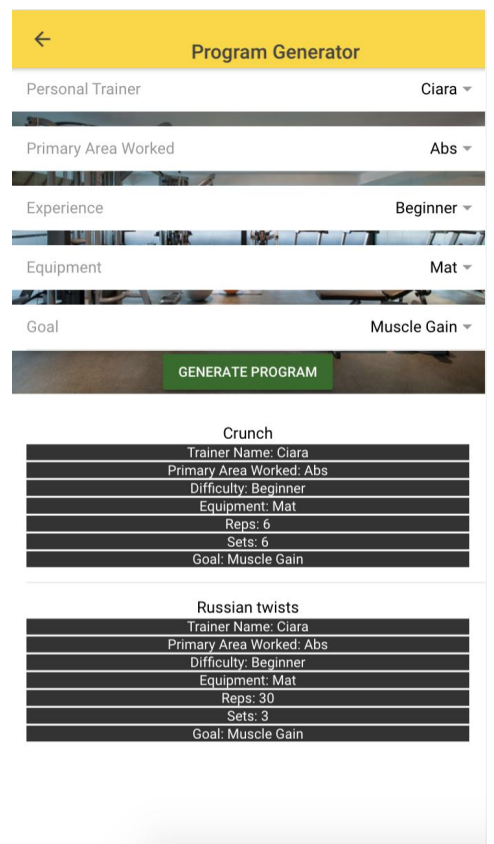 Program Generator
Personal Trainer Ciara
Primary Area Worked Abs
Experience Beginner
Equipment Mat
Goal Muscle Gain
GENERATE PROGRAM
Crunch
Trainer Name: Ciara
Primary Area Worked: Abs
Difficulty: Beginner
Equipment: Mat
Reps: 6
Sets: 6
Goal: Muscle Gain
Russian twists
Trainer Name: Ciara
Primary Area Worked: Abs
Difficulty: Beginner
Equipment: Mat
Reps: 30
Sets: 3
Goal: Muscle Gain